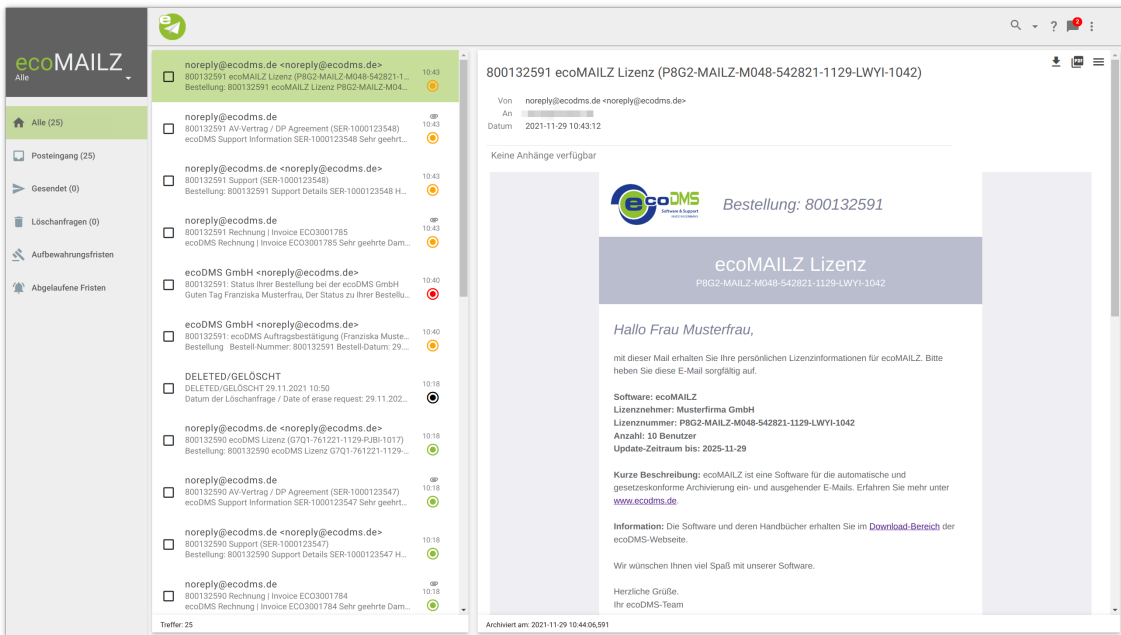 ecoMAILZ
Alle
Alle (25)
Posteingang (25)
Gesendet (0)
Löschanfragen (0)
Aufbewahrungsfristen
Abgelaufene Fristen
e
? 2
noreply@ecodms.de <noreply@ecodms.de>
800132591 ecoMAILZ Lizenz (P8G2-MAILZ-M048-542821-1...
10:43
Bestellung: 800132591 ecoMAILZ Lizenz P8G2-MAILZ-M04...
noreply@ecodms.de
800132591 AV-Vertrag / DP Agreement (SER-1000123548)
10:43
ecoDMS Support Information SER-1000123548 Sehr geehrt...
noreply@ecodms.de <noreply@ecodms.de>
800132591 Support (SER-1000123548)
10:43
Bestellung: 800132591 Support Details SER-1000123548 H...
noreply@ecodms.de
800132591 Rechnung | Invoice ECO3001785
10:43
ecoDMS Rechnung | Invoice ECO3001785 Sehr geehrte Dam...
ecoDMS GmbH <noreply@ecodms.de>
800132591: Status Ihrer Bestellung bei der ecoDMS GmbH
10:40
Guten Tag Franziska Musterfrau, Der Status zu Ihrer Bestellu...
ecoDMS GmbH <noreply@ecodms.de>
800132591: ecoDMS Auftragsbestätigung (Franziska Muste...
10:40
Bestellung Bestell-Nummer: 800132591 Bestell-Datum: 29....
DELETED/GELÖSCHT
DELETED/GELÖSCHT 29.11.2021 10:50
10:18
Datum der Löschanfrage / Date of erase request: 29.11.202...
noreply@ecodms.de <noreply@ecodms.de>
800132590 ecoDMS Lizenz (G7Q1-761221-1129-PJBI-1017)
10:18
Bestellung: 800132590 ecoDMS Lizenz G7Q1-761221-1129-...
noreply@ecodms.de
800132590 AV-Vertrag / DP Agreement (SER-1000123547)
10:18
ecoDMS Support Information SER-1000123547 Sehr geehrt...
noreply@ecodms.de <noreply@ecodms.de>
800132590 Support (SER-1000123547)
10:18
Bestellung: 800132590 Support Details SER-1000123547 H...
noreply@ecodms.de
800132590 Rechnung | Invoice ECO3001784
10:18
ecoDMS Rechnung | Invoice ECO3001784 Sehr geehrte Dam...
Treffer: 25
PDF
800132591 ecoMAILZ Lizenz (P8G2-MAILZ-M048-542821-1129-LWYI-1042)
Von noreply@ecodms.de <noreply@ecodms.de>
An
Datum 2021-11-29 10:43:12
Keine Anhänge verfügbar
ecoDMS
Software & Support
MADE IN GERMANY
Bestellung: 800132591
ecoMAILZ Lizenz
P8G2-MAILZ-M048-542821-1129-LWYI-1042
Hallo Frau Musterfrau,
mit dieser Mail erhalten Sie Ihre persönlichen Lizenzinformationen für ecoMAILZ. Bitte
heben Sie diese E-Mail sorgfältig auf.
Software: ecoMAILZ
Lizenznehmer: Musterfirma GmbH
Lizenznummer: P8G2-MAILZ-M048-542821-1129-LWYI-1042
Anzahl: 10 Benutzer
Update-Zeitraum bis: 2025-11-29
Kurze Beschreibung: ecoMAILZ ist eine Software für die automatische und
gesetzeskonforme Archivierung ein- und ausgehender E-Mails. Erfahren Sie mehr unter
www.ecodms.de.
Information: Die Software und deren Handbücher erhalten Sie im Download-Bereich der
ecoDMS-Webseite.
Wir wünschen Ihnen viel Spaß mit unserer Software.
Herzliche Grüße.
Ihr ecoDMS-Team
Archiviert am: 2021-11-29 10:44:06,591